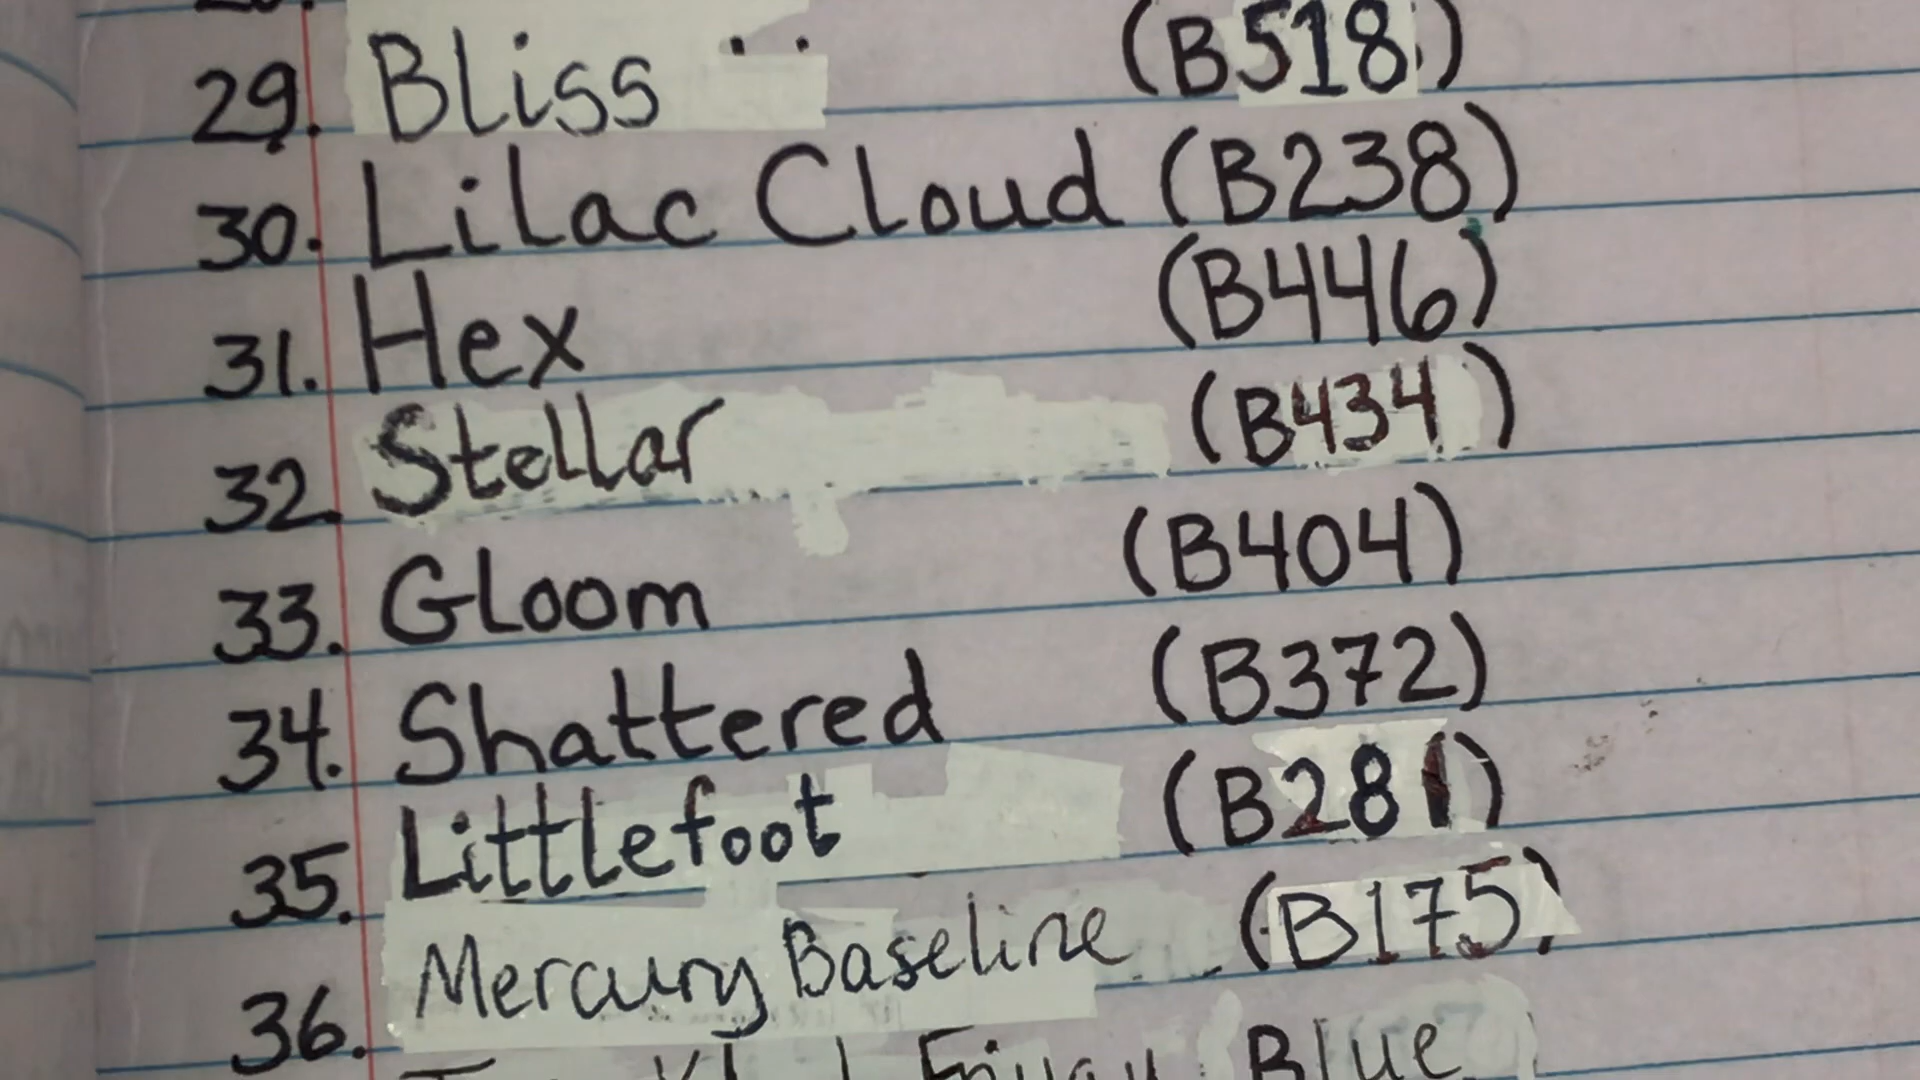 29. Bliss (B518)
30. Lilac Cloud (B238)
31. Hex (B446)
32. Stellar (B434)
33. Gloom (B404)
34. Shattered (B372)
35. Littlefoot (B281)
36. Mercury Baseline (B175)
Blue